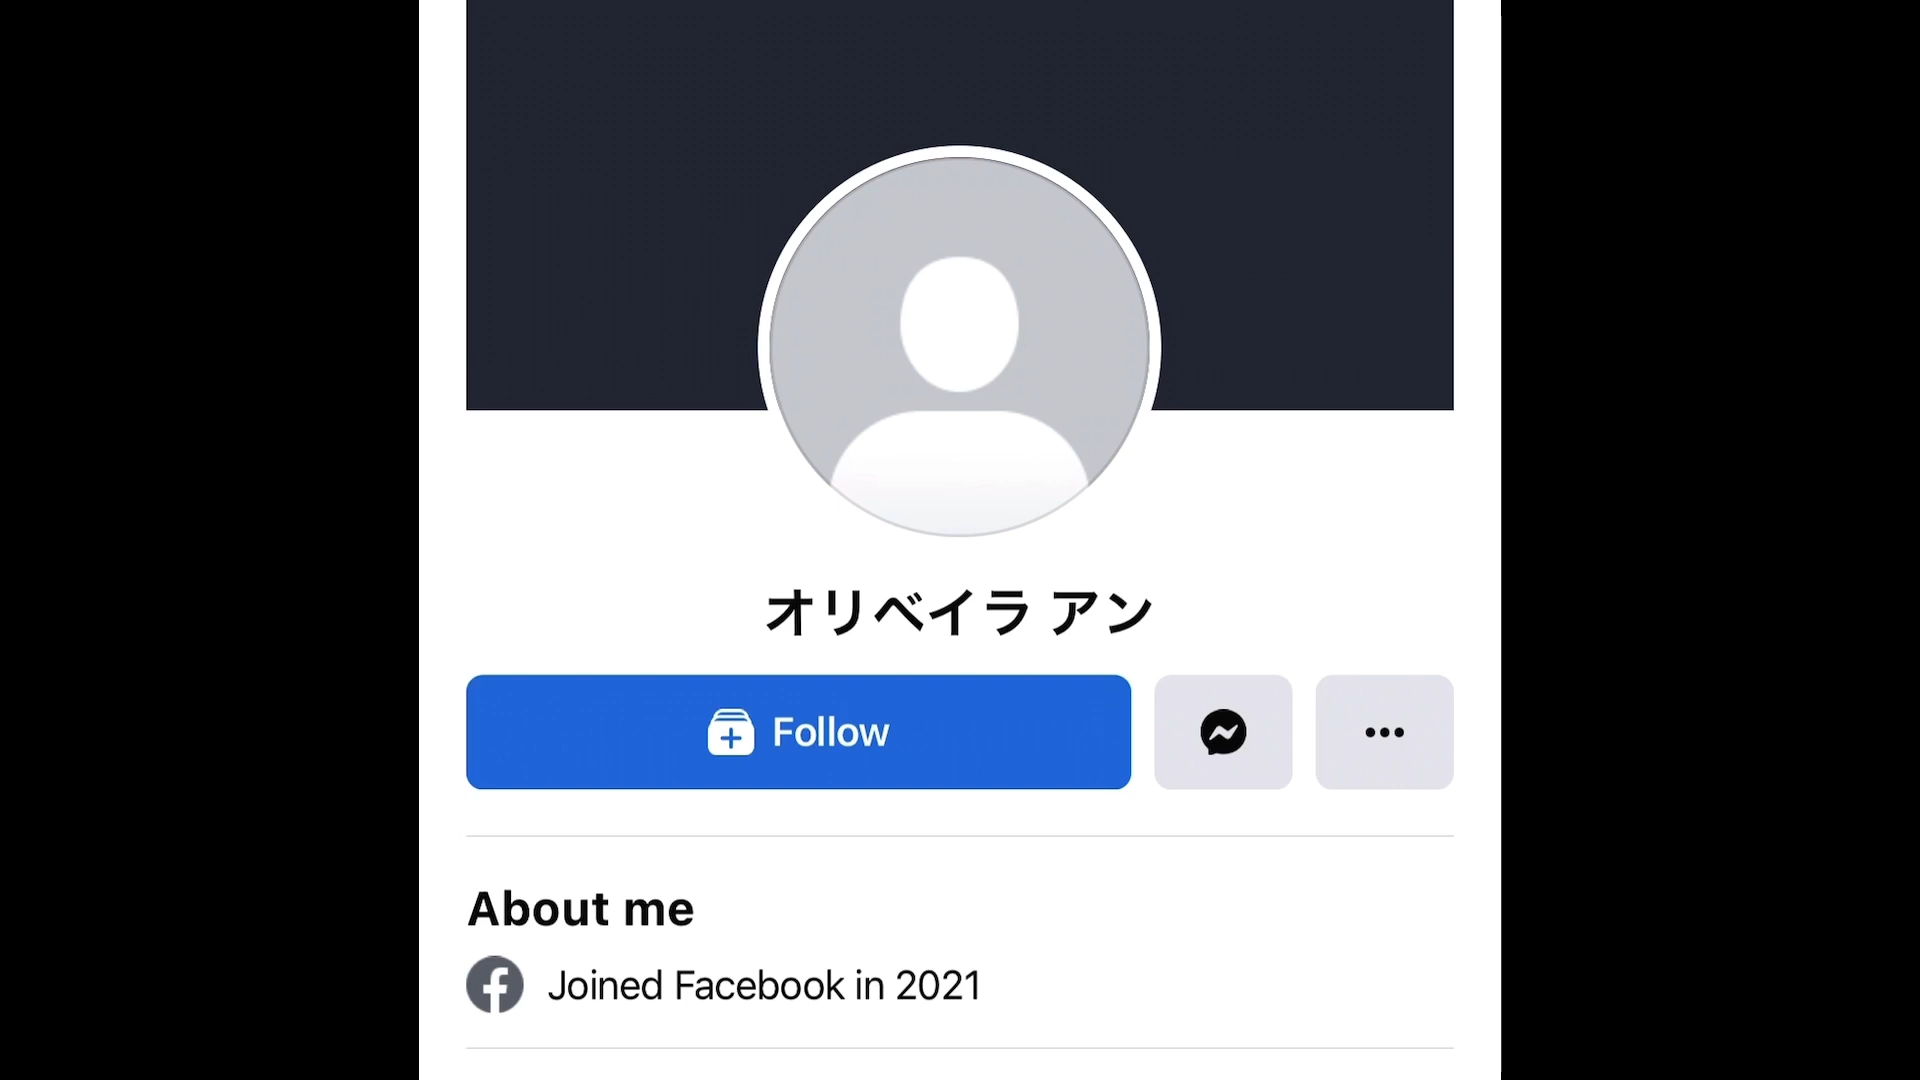 オリベイラ アン
Follow
About me
Joined Facebook in 2021